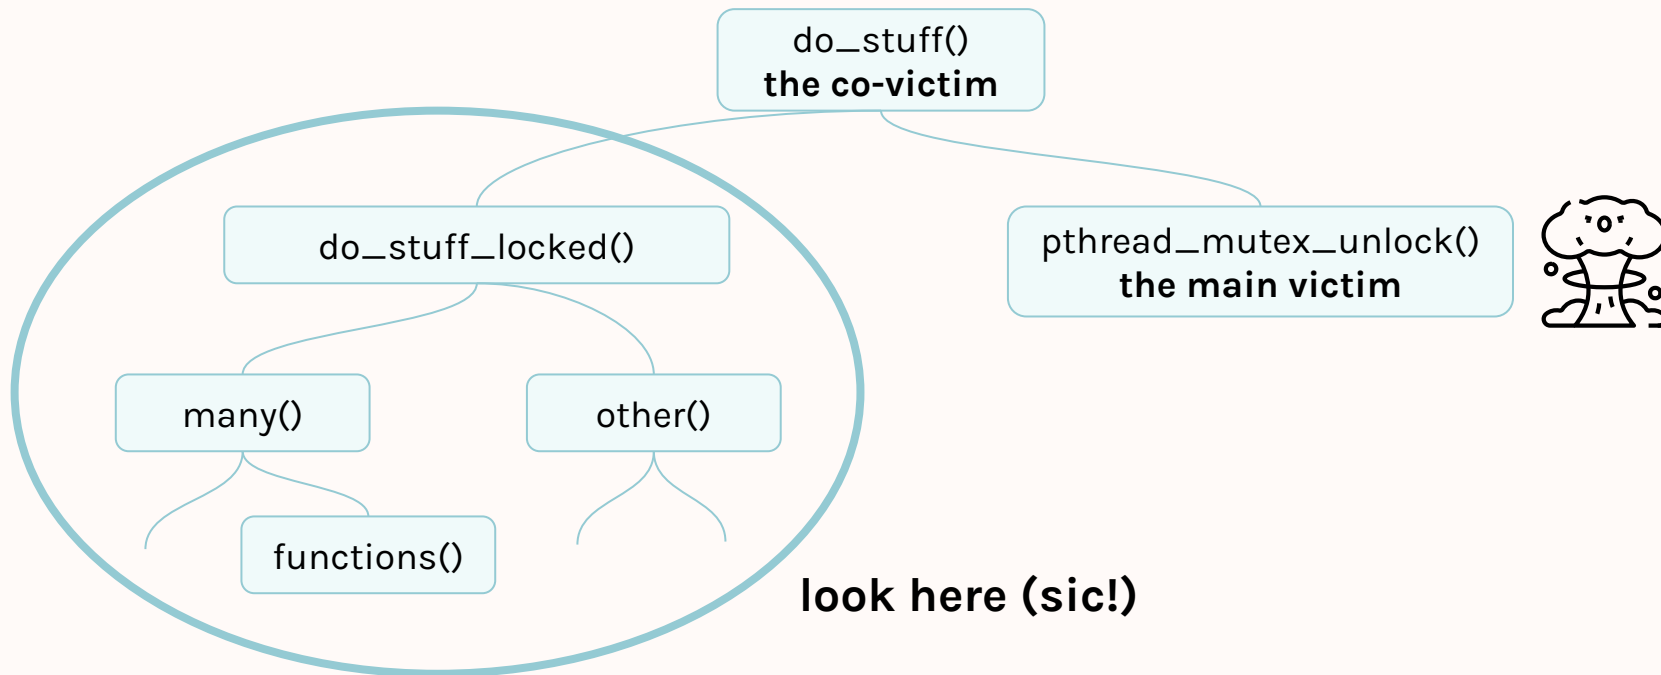 do_stuff()
the co-victim
do_stuff_locked()
pthread_mutex_unlock()
the main victim
many()
other()
functions()
look here (sic!)